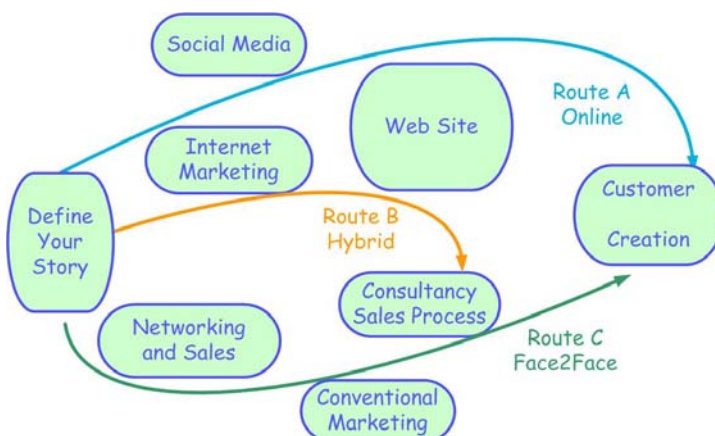 Social Media
Route A
Online
Web Site
Internet
Marketing
Customer
Creation
Define
Your
Story
Route B
Hybrid
Consultancy
Sales Process
Networking
and Sales
Route C
Face2Face
Conventional
Marketing